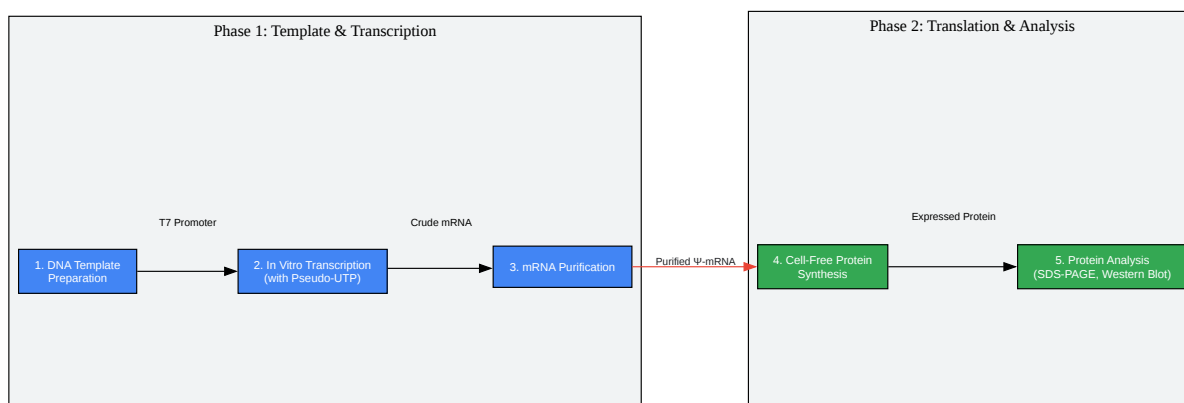 Phase 1: Template & Transcription
T7 Promoter
Crude mRNA
1. DNA Template
Preparation
2. In Vitro Transcription
(with Pseudo-UTP)
3. mRNA Purification
Purified Ψ-mRNA
Phase 2: Translation & Analysis
Expressed Protein
4. Cell-Free Protein
Synthesis
5. Protein Analysis
(SDS-PAGE, Western Blot)